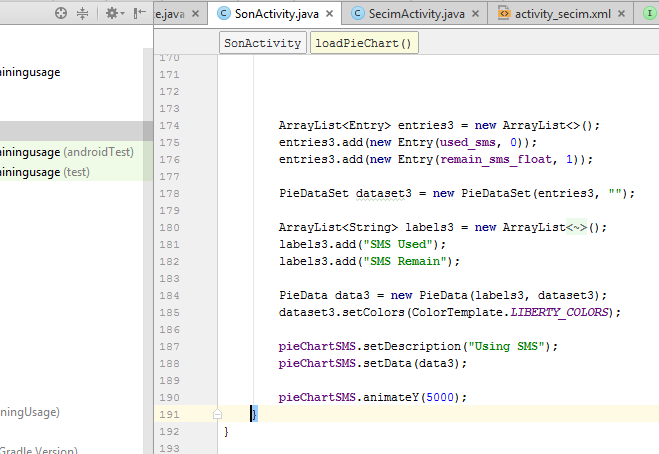 e.java
SonActivity.java
SecimActivity.java
activity_secim.xml
SonActivity
loadPieChart()
iningusage
iningusage (androidTest)
iningusage (test)
ningUsage)
Gradle Version)
170
171
172
173
174 ArrayList<Entry> entries3 = new ArrayList<>();
175 entries3.add(new Entry(used_sms, 0));
176 entries3.add(new Entry(remain_sms_float, 1));
177
178 PieDataSet dataset3 = new PieDataSet(entries3, "");
179
180 ArrayList<String> labels3 = new ArrayList<~>();
181 labels3.add("SMS Used");
182 labels3.add("SMS Remain");
183
184 PieData data3 = new PieData(labels3, dataset3);
185 dataset3.setColors(ColorTemplate.LIBERTY_COLORS);
186
187 pieChartSMS.setDescription("Using SMS");
188 pieChartSMS.setData(data3);
189
190 pieChartSMS.animateY(5000);
191 }
192 }
193